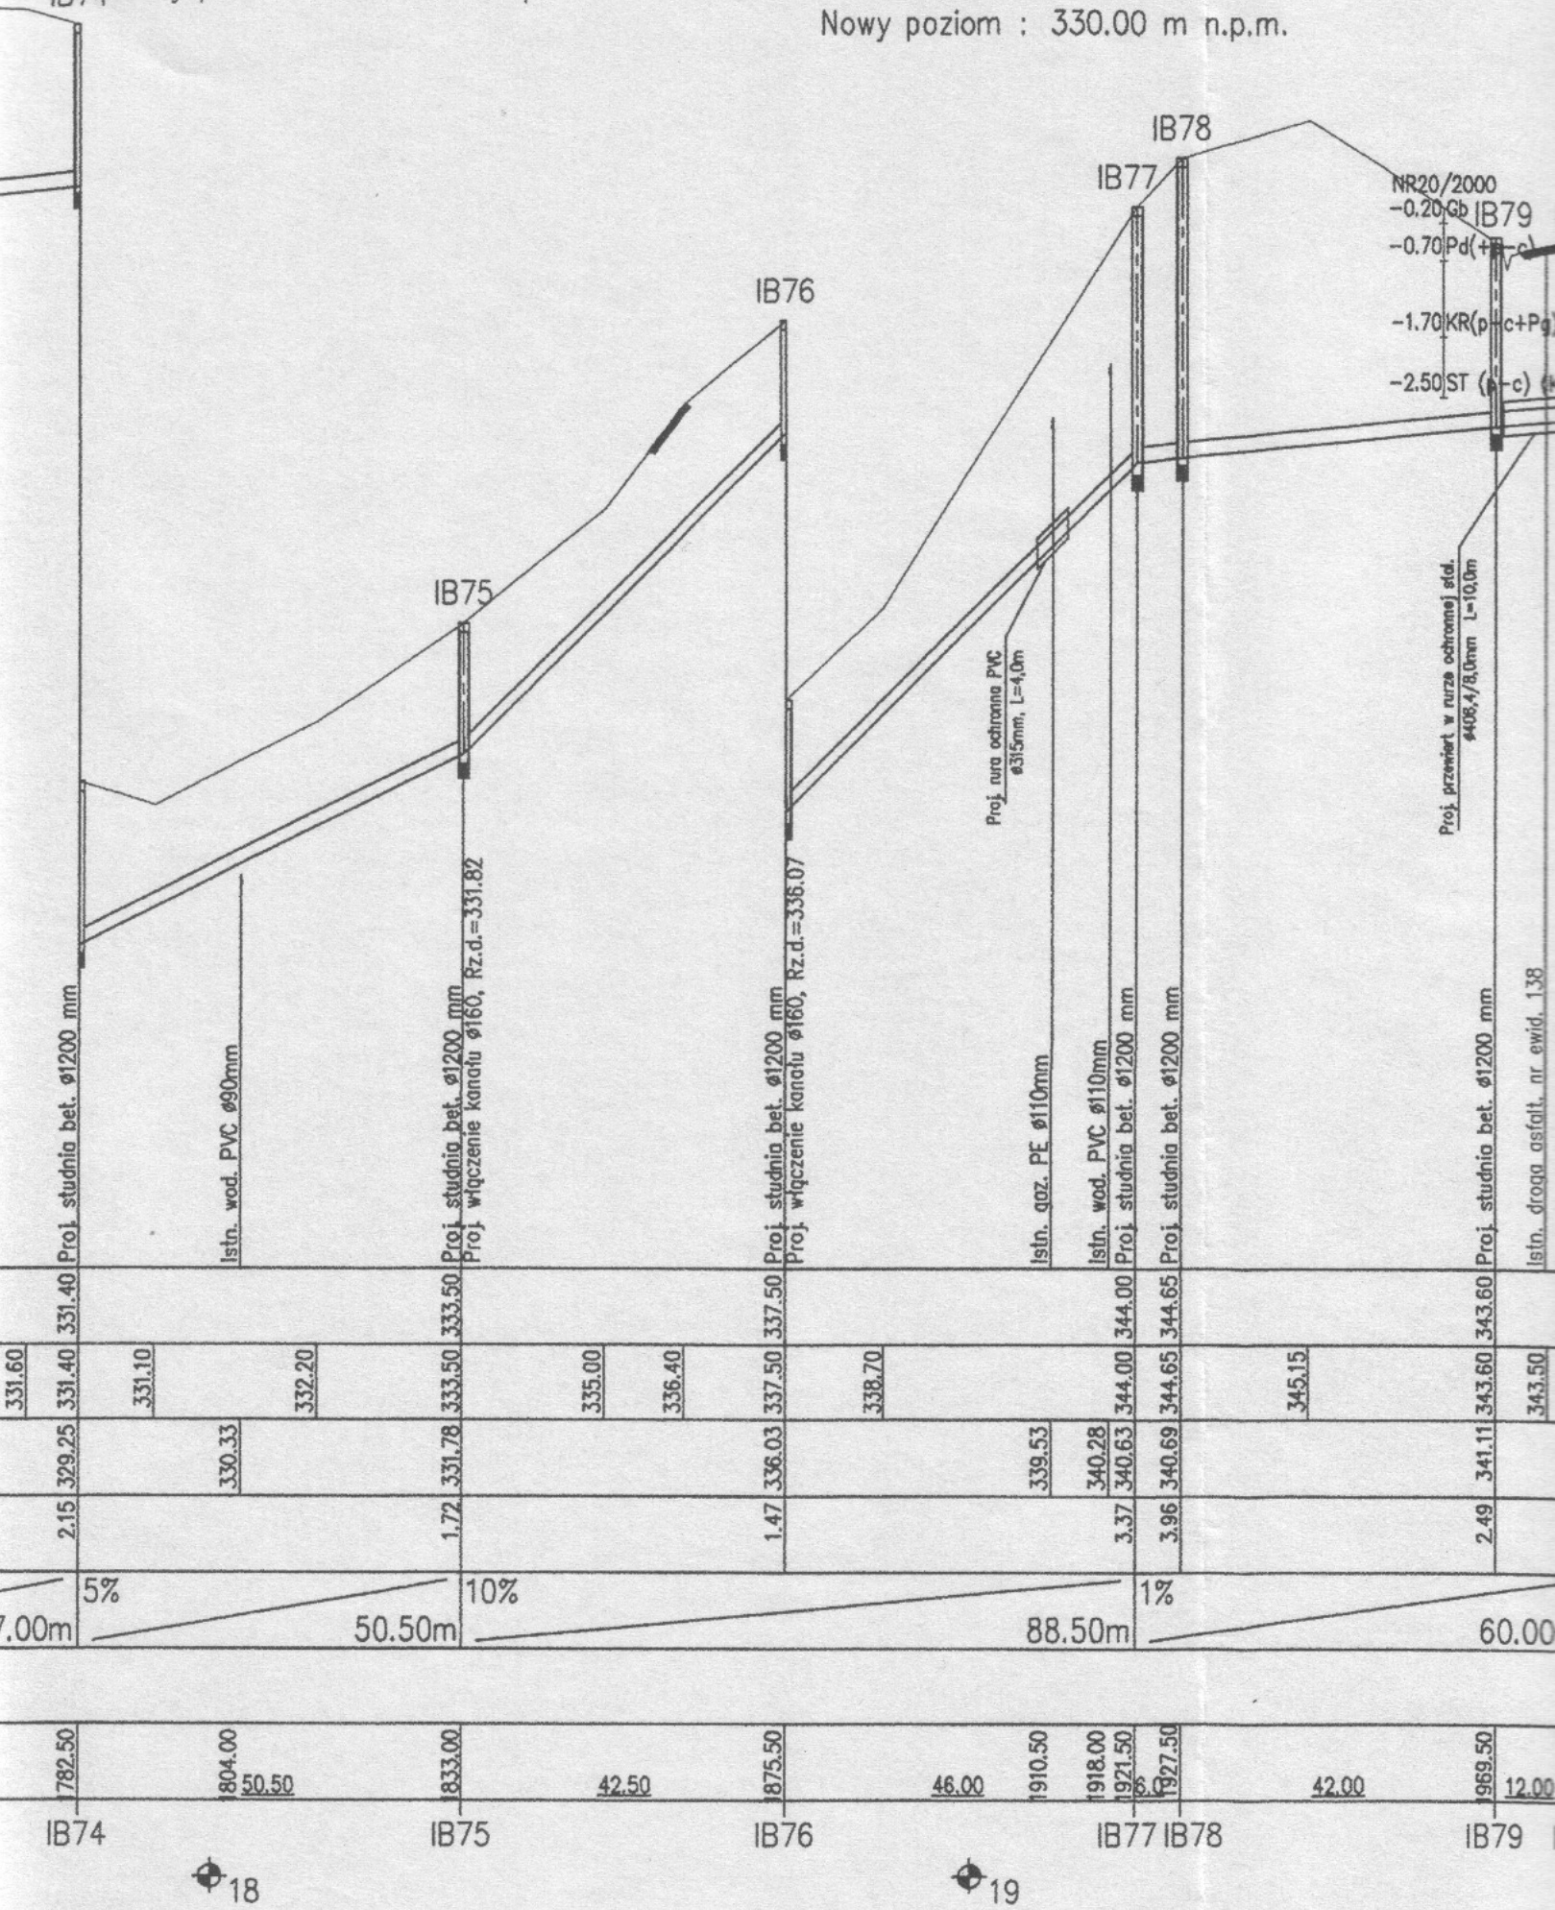 Nowy poziom : 330.00 m n.p.m.
IB78
IB77
NR20/2000
-0.20 Gb
IB79
-0.70 Pd(+p-c)
IB76
-1.70 KR(p-c+Pg)
-2.50 ST (p-c)
IB75
Proj. rura ochronna PVC
ø315mm, L=4,0m
Proj. przewiert w rurze ochronnej stal.
ø406,4/8,0mm L=10,0m
Proj. studnia bet. ø1200 mm
Istn. wod. PVC ø90mm
Proj. studnia bet. ø1200 mm
Proj. włączenie kanału ø160, Rz.d.=331.82
Proj. studnia bet. ø1200 mm
Proj. włączenie kanału ø160, Rz.d.=336.07
Istn. gaz. PE ø110mm
Istn. wod. PVC ø110mm
Proj. studnia bet. ø1200 mm
Proj. studnia bet. ø1200 mm
Proj. studnia bet. ø1200 mm
Istn. droga asfalt. nr ewid. 138
331.40 333.50 337.50 344.00 344.65 343.60
331.60 331.40 331.10 332.20 333.50 335.00 336.40 337.50 338.70 344.00 344.65 345.15 343.60 343.50
329.25 330.33 331.78 336.03 339.53 340.28 340.63 340.69 341.11
2.15 1.72 1.47 3.37 3.96 2.49
5% 10% 1%
7.00m 50.50m 88.50m 60.00
1782.50 1804.00 50.50 1833.00 42.50 1875.50 46.00 1910.50 1918.00 1921.50 6.0 1927.50 42.00 1969.50 12.00
IB74 IB75 IB76 IB77 IB78 IB79
18 19